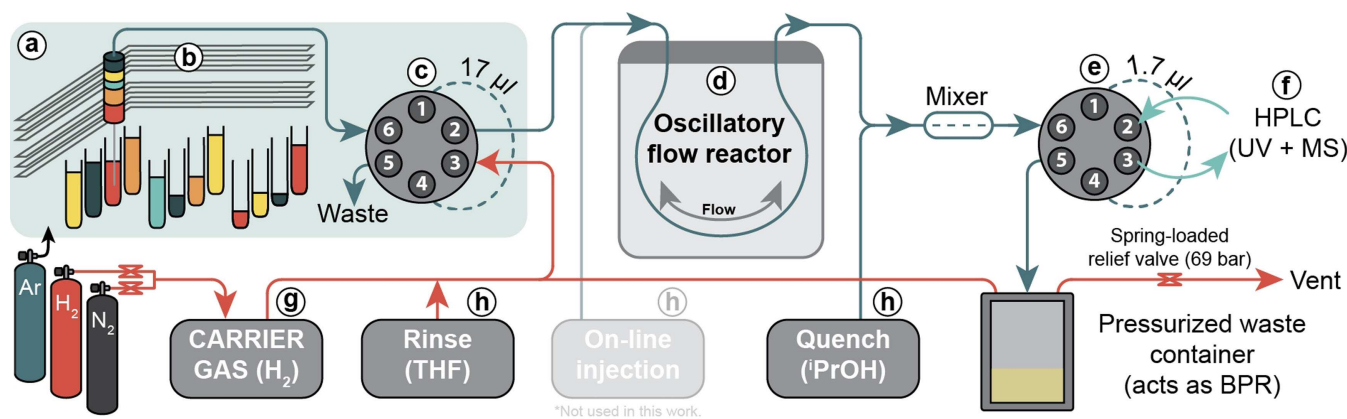 a
b
c
17 µl
1
2
3
4
5
6
Waste
d
Oscillatory
flow reactor
Flow
Mixer
e
1.7 µl
1
2
3
4
5
6
f
HPLC
(UV + MS)
Ar
H₂
N₂
g
CARRIER
GAS (H₂)
h
Rinse
(THF)
h
On-line
injection
*Not used in this work.
h
Quench
(ⁱPrOH)
Spring-loaded
relief valve (69 bar)
Vent
Pressurized waste
container
(acts as BPR)